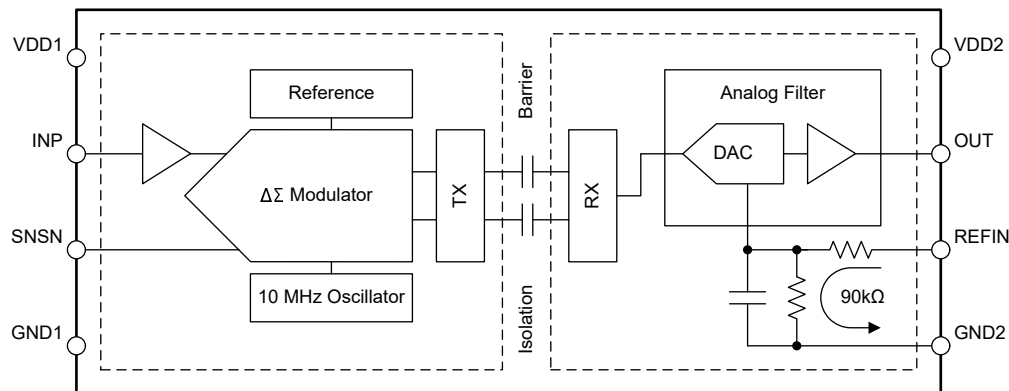 VDD1
VDD2
Reference
Barrier
Analog Filter
INP
DAC
OUT
ΔΣ Modulator
TX
RX
SNSN
REFIN
10 MHz Oscillator
Isolation
90kΩ
GND1
GND2